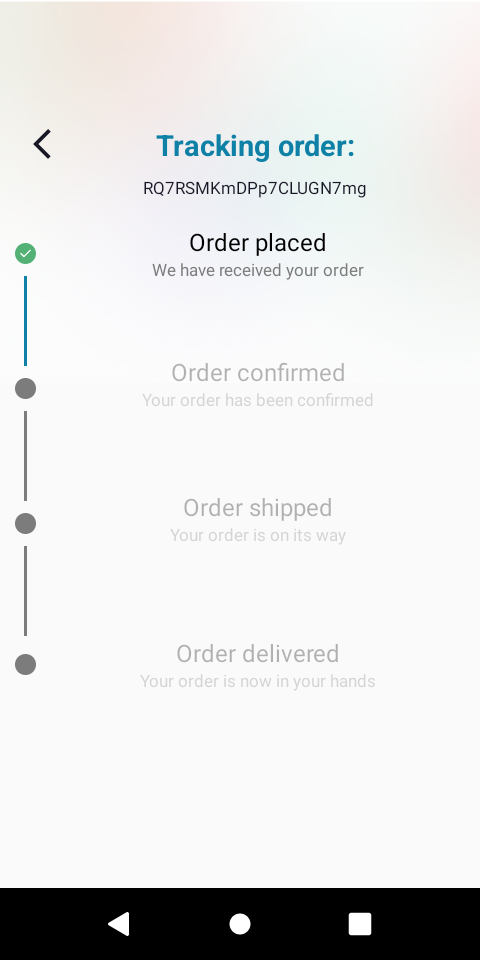 Tracking order:
RQ7RSMKmDPp7CLUGN7mg
Order placed
We have received your order
Order confirmed
Your order has been confirmed
Order shipped
Your order is on its way
Order delivered
Your order is now in your hands